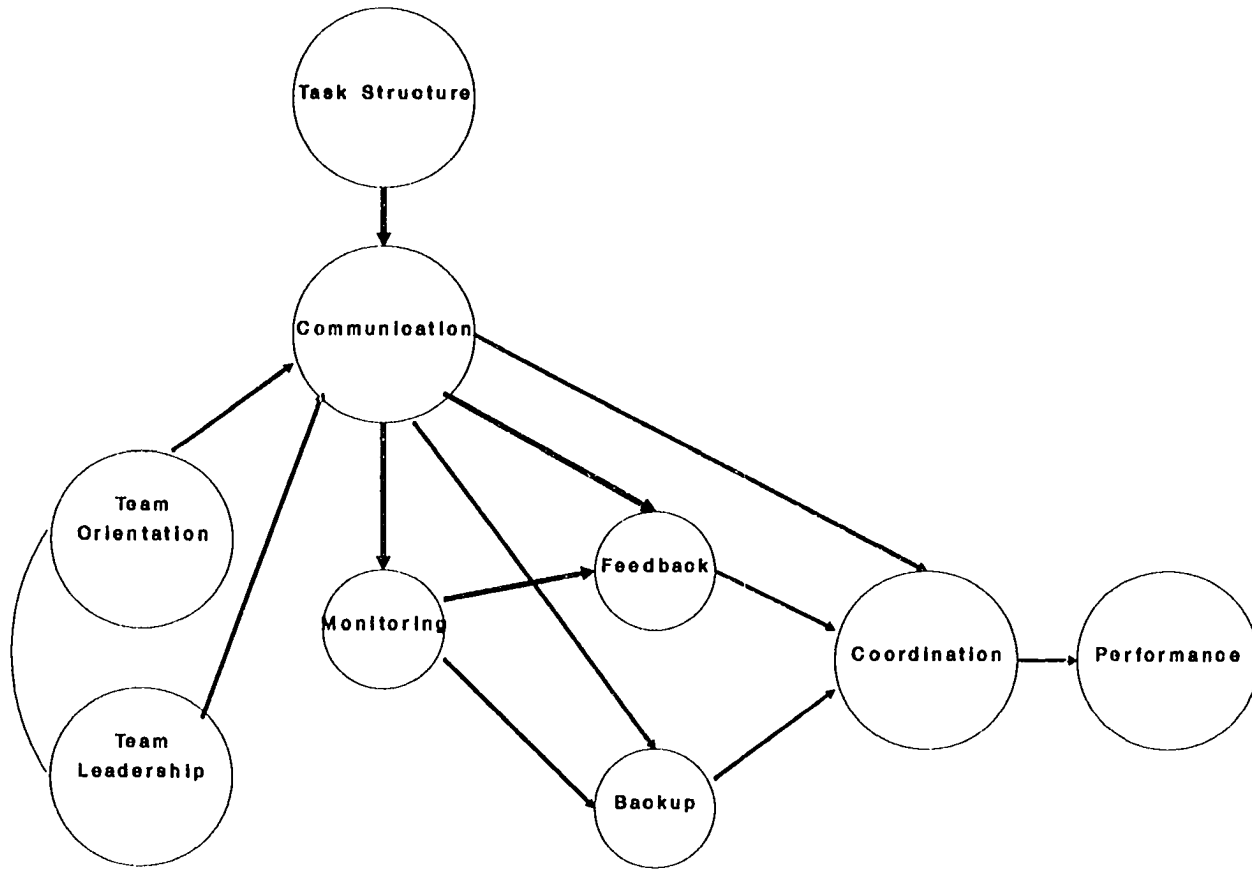 Task Structure
Communication
Team
Orientation
Feedback
Monitoring
Coordination
Performance
Team
Leadership
Backup